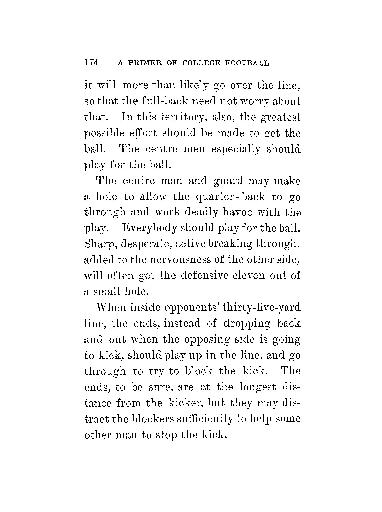 174 A PRIMER OF COLLEGE FOOTBALL
it will more than likely go over the line,
so that the full-back need not worry about
that. In this territory, also, the greatest
possible effort should be made to get the
ball. The centre men especially should
play for the ball.
The centre man and guard may make
a hole to allow the quarter-back to go
through and work deadly havoc with the
play. Everybody should play for the ball.
Sharp, desperate, active breaking through,
added to the nervousness of the other side,
will often get the defensive eleven out of
a small hole.
When inside opponents' thirty-five-yard
line, the ends, instead of dropping back
and out when the opposing side is going
to kick, should play up in the line, and go
through to try to block the kick. The
ends, to be sure, are at the longest dis-
tance from the kicker, but they may dis-
tract the blockers sufficiently to help some
other man to stop the kick.